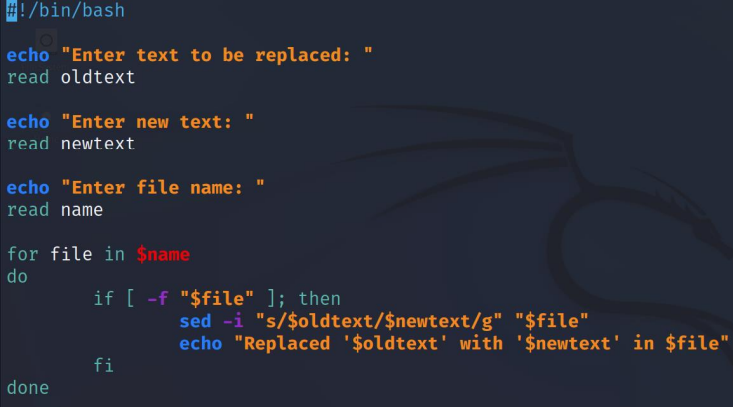 #!/bin/bash
echo "Enter text to be replaced: "
read oldtext
echo "Enter new text: "
read newtext
echo "Enter file name: "
read name
for file in $name
do
        if [ -f "$file" ]; then
                sed -i "s/$oldtext/$newtext/g" "$file"
                echo "Replaced '$oldtext' with '$newtext' in $file"
        fi
done